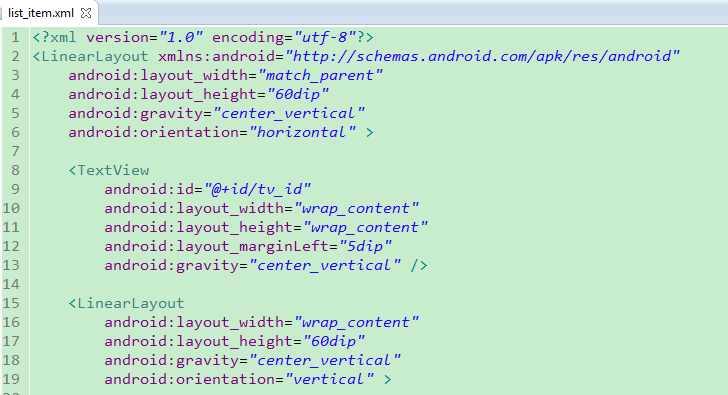 list_item.xml
1 <?xml version="1.0" encoding="utf-8"?>
2 <LinearLayout xmlns:android="http://schemas.android.com/apk/res/android"
3     android:layout_width="match_parent"
4     android:layout_height="60dip"
5     android:gravity="center_vertical"
6     android:orientation="horizontal" >
7
8     <TextView
9         android:id="@+id/tv_id"
10         android:layout_width="wrap_content"
11         android:layout_height="wrap_content"
12         android:layout_marginLeft="5dip"
13         android:gravity="center_vertical" />
14
15     <LinearLayout
16         android:layout_width="wrap_content"
17         android:layout_height="60dip"
18         android:gravity="center_vertical"
19         android:orientation="vertical" >